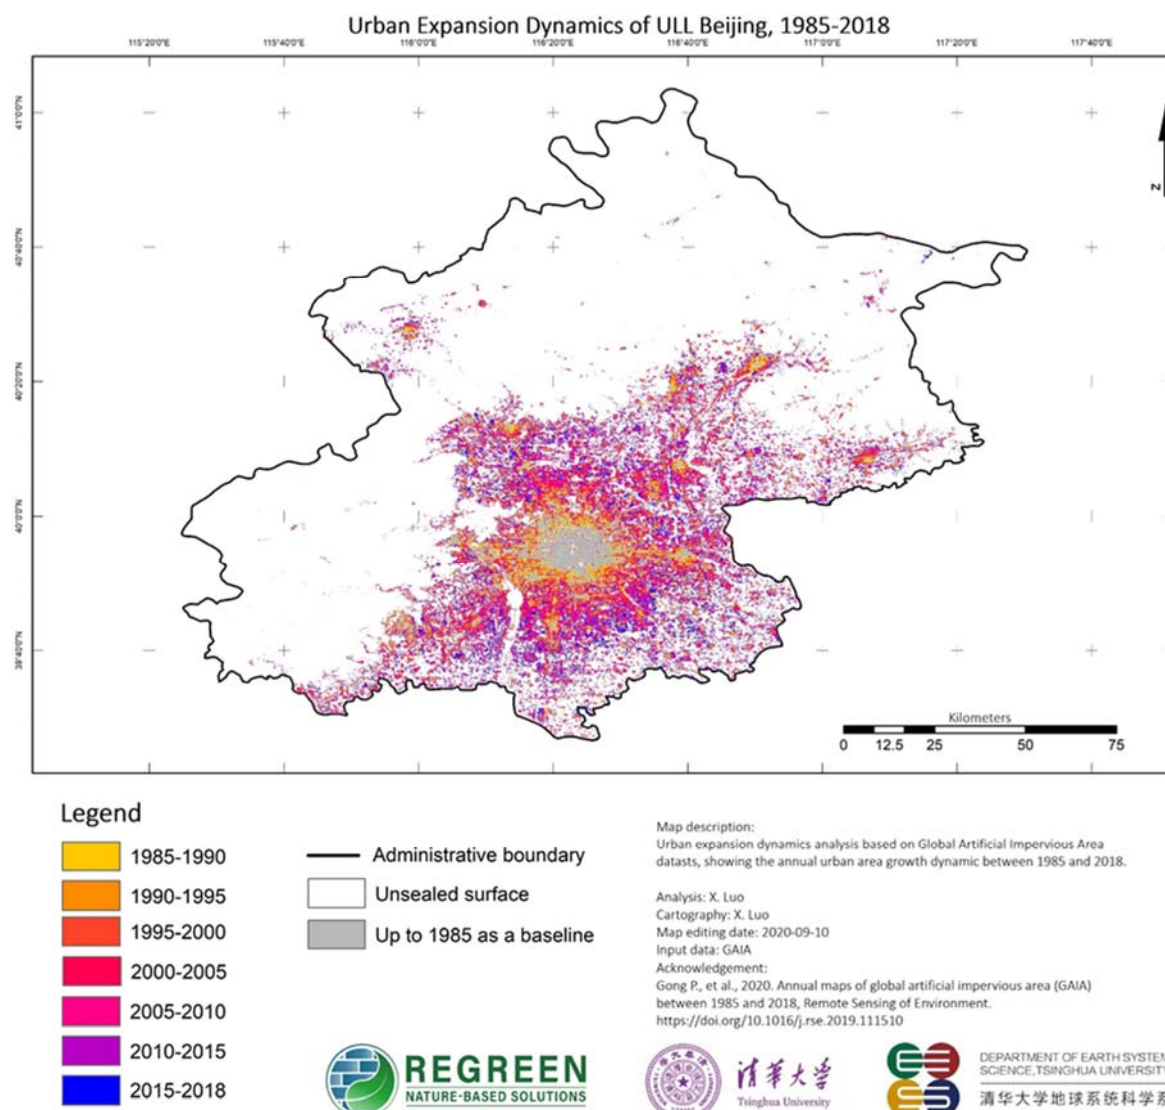 Urban Expansion Dynamics of ULL Beijing, 1985-2018
115°20'0"E 115°40'0"E 116°0'0"E 116°20'0"E 116°40'0"E 117°0'0"E 117°20'0"E 117°40'0"E
41°0'0"N
40°40'0"N
40°20'0"N
40°0'0"N
39°40'0"N
N
Kilometers
0 12.5 25 50 75
Legend
1985-1990
1990-1995
1995-2000
2000-2005
2005-2010
2010-2015
2015-2018
Administrative boundary
Unsealed surface
Up to 1985 as a baseline
Map description:
Urban expansion dynamics analysis based on Global Artificial Impervious Area
datasts, showing the annual urban area growth dynamic between 1985 and 2018.
Analysis: X. Luo
Cartography: X. Luo
Map editing date: 2020-09-10
Input data: GAIA
Acknowledgement:
Gong P., et al., 2020. Annual maps of global artificial impervious area (GAIA)
between 1985 and 2018, Remote Sensing of Environment.
https://doi.org/10.1016/j.rse.2019.111510
REGREEN
NATURE-BASED SOLUTIONS
清華大学
Tsinghua University
DEPARTMENT OF EARTH SYSTEM
SCIENCE,TSINGHUA UNIVERSITY
清华大学地球系统科学系